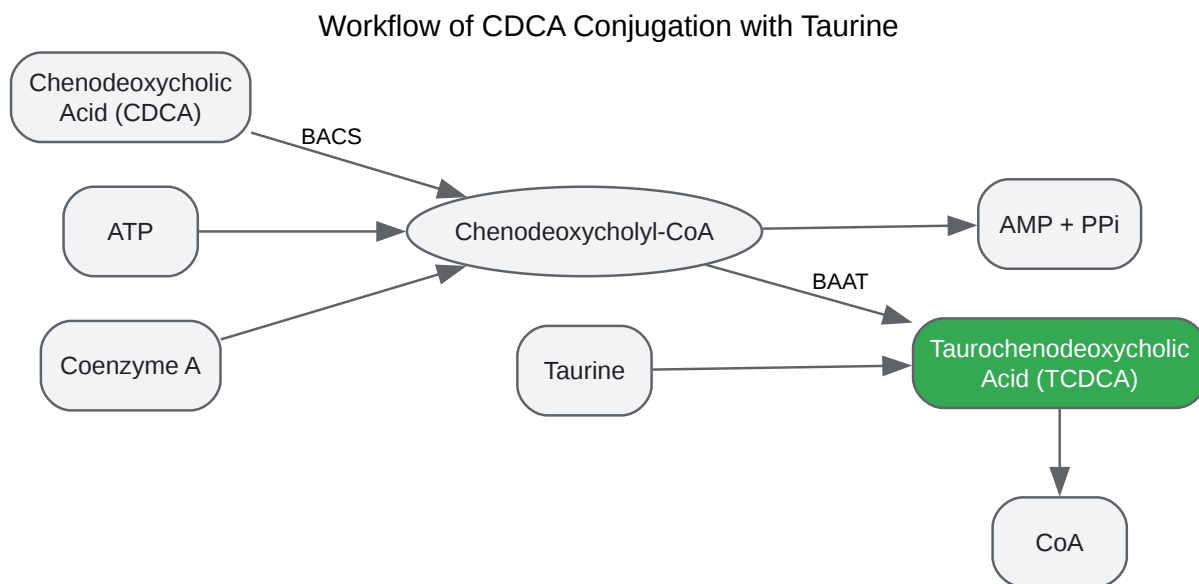 Workflow of CDCA Conjugation with Taurine
Chenodeoxycholic
Acid (CDCA)
BACS
ATP
Chenodeoxycholyl-CoA
AMP + PPi
BAAT
Coenzyme A
Taurine
Taurochenodeoxycholic
Acid (TCDCA)
CoA